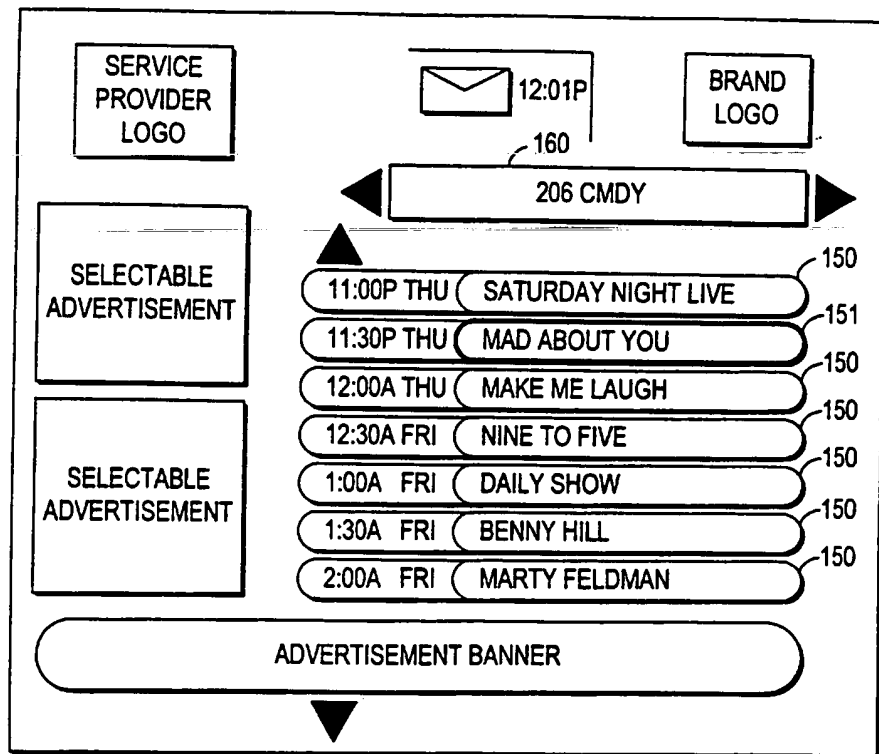 SERVICE
PROVIDER
LOGO
12:01P
BRAND
LOGO
160
206 CMDY
SELECTABLE
ADVERTISEMENT
150
11:00P THU SATURDAY NIGHT LIVE
151
11:30P THU MAD ABOUT YOU
150
12:00A THU MAKE ME LAUGH
150
12:30A FRI NINE TO FIVE
150
1:00A FRI DAILY SHOW
150
1:30A FRI BENNY HILL
150
2:00A FRI MARTY FELDMAN
SELECTABLE
ADVERTISEMENT
ADVERTISEMENT BANNER